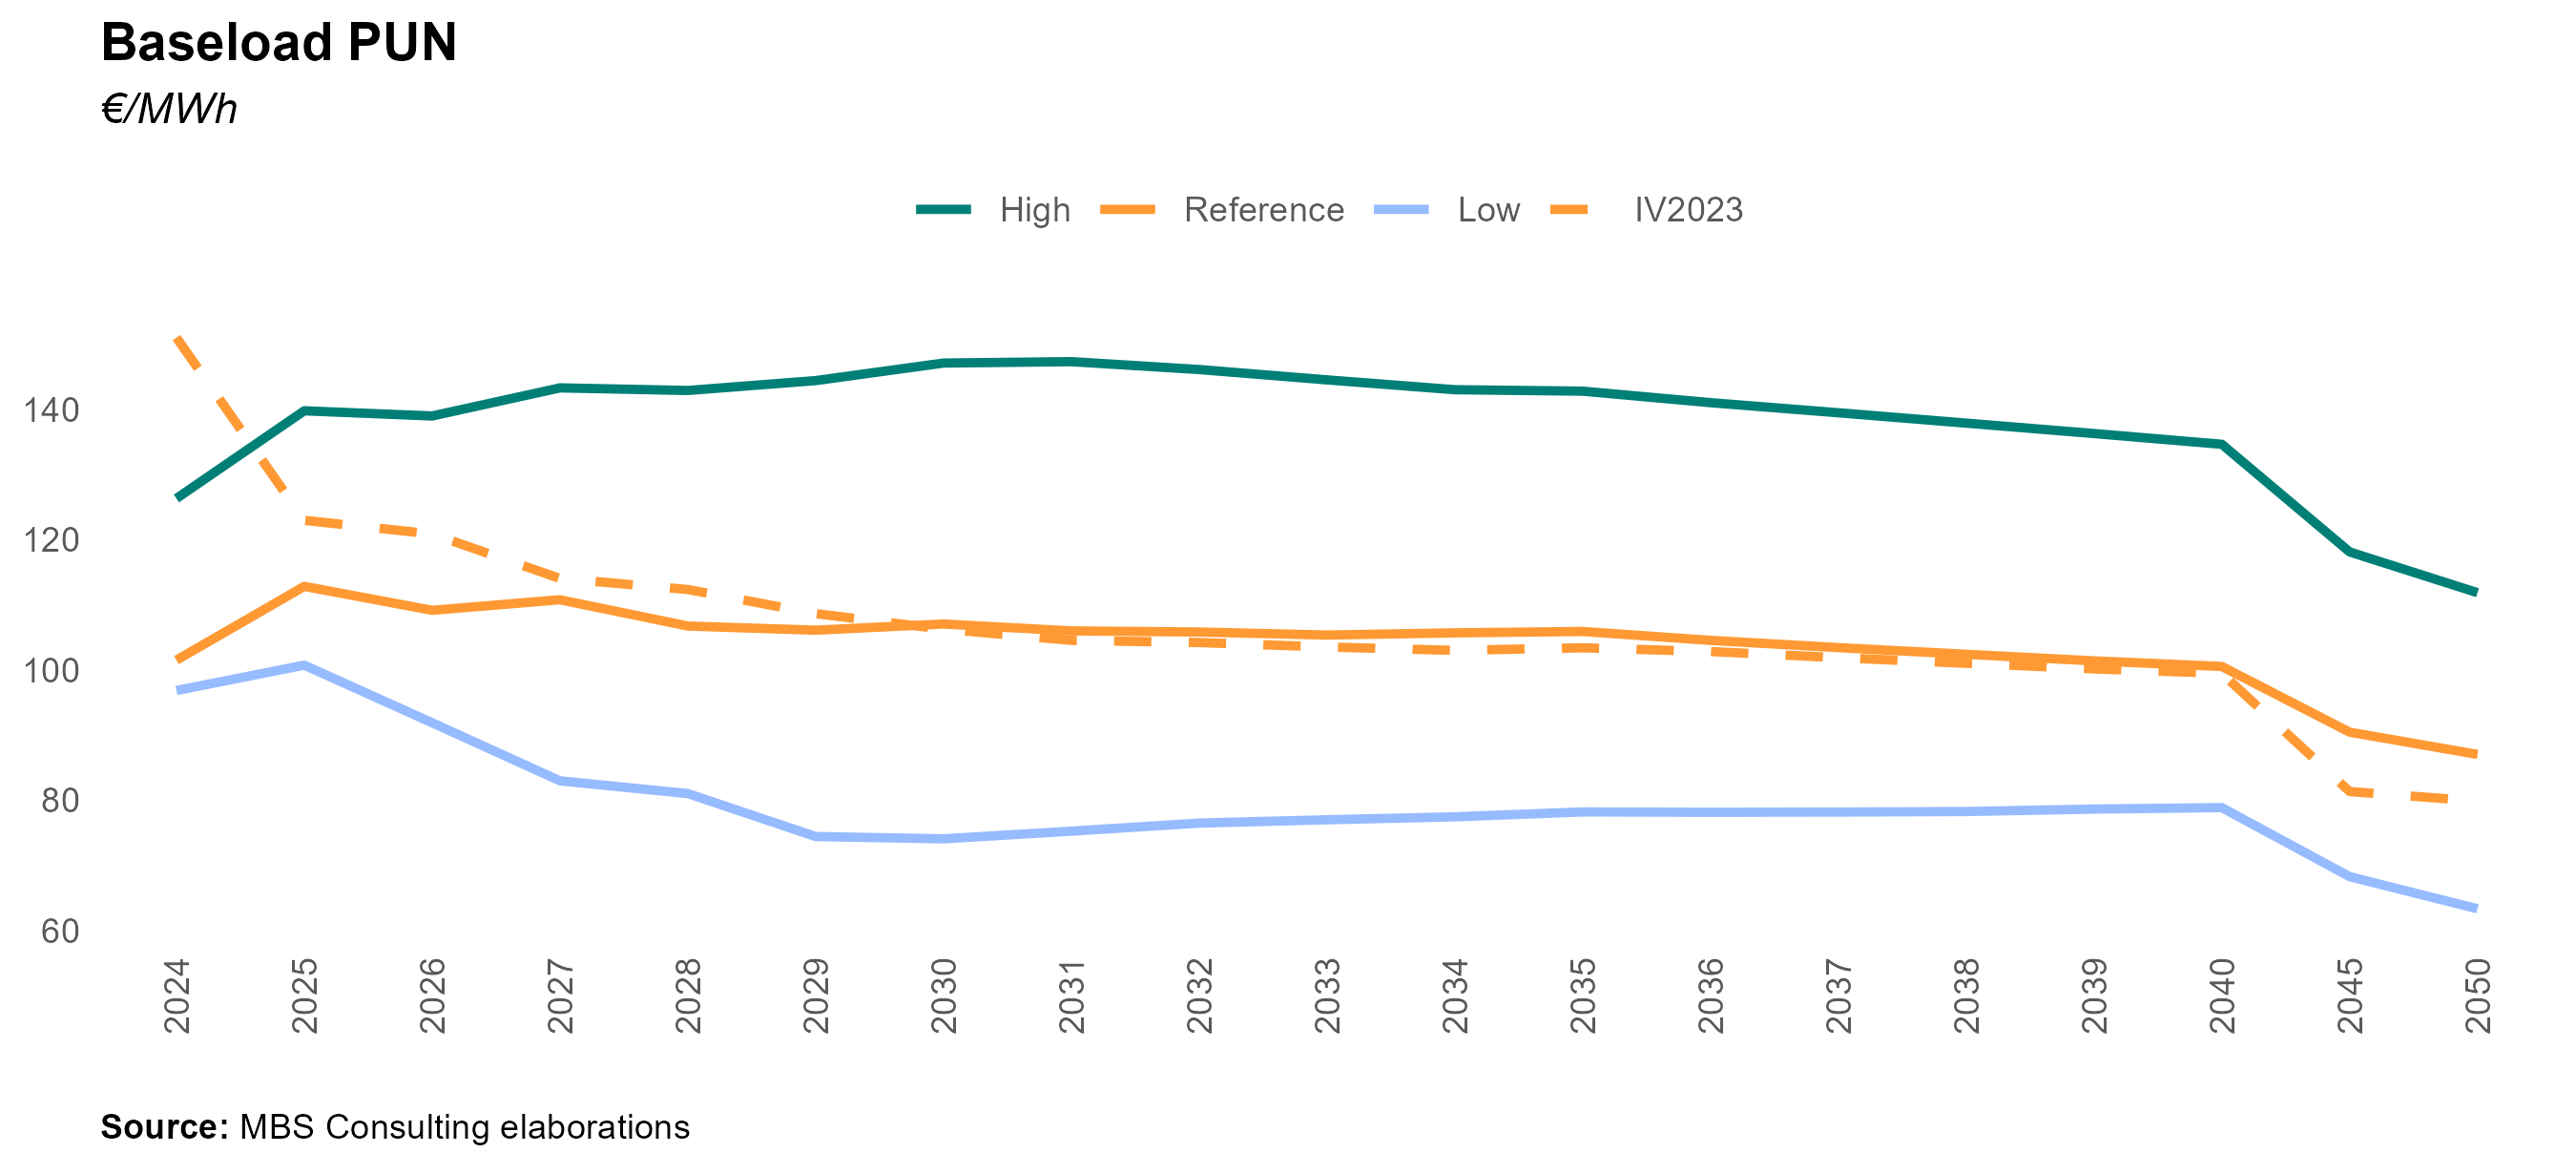 Baseload PUN
€/MWh
High Reference Low IV2023
140
120
100
80
60
2024 2025 2026 2027 2028 2029 2030 2031 2032 2033 2034 2035 2036 2037 2038 2039 2040 2045 2050
Source: MBS Consulting elaborations